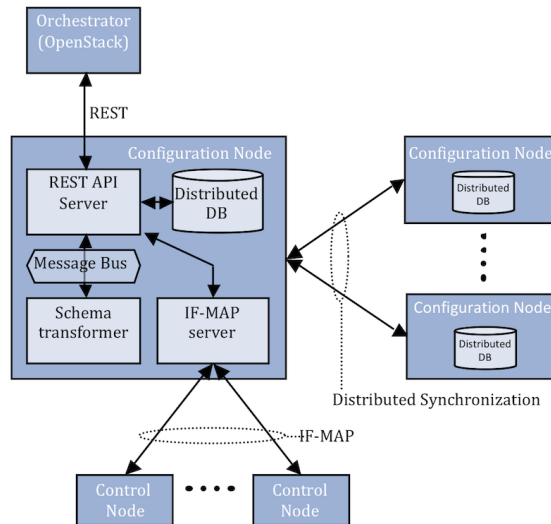 Orchestrator
(OpenStack)
REST
Configuration Node
REST API
Server
Distributed
DB
Message Bus
Schema
transformer
IF-MAP
server
Configuration Node
Distributed
DB
Configuration Node
Distributed
DB
Distributed Synchronization
IF-MAP
Control
Node
Control
Node